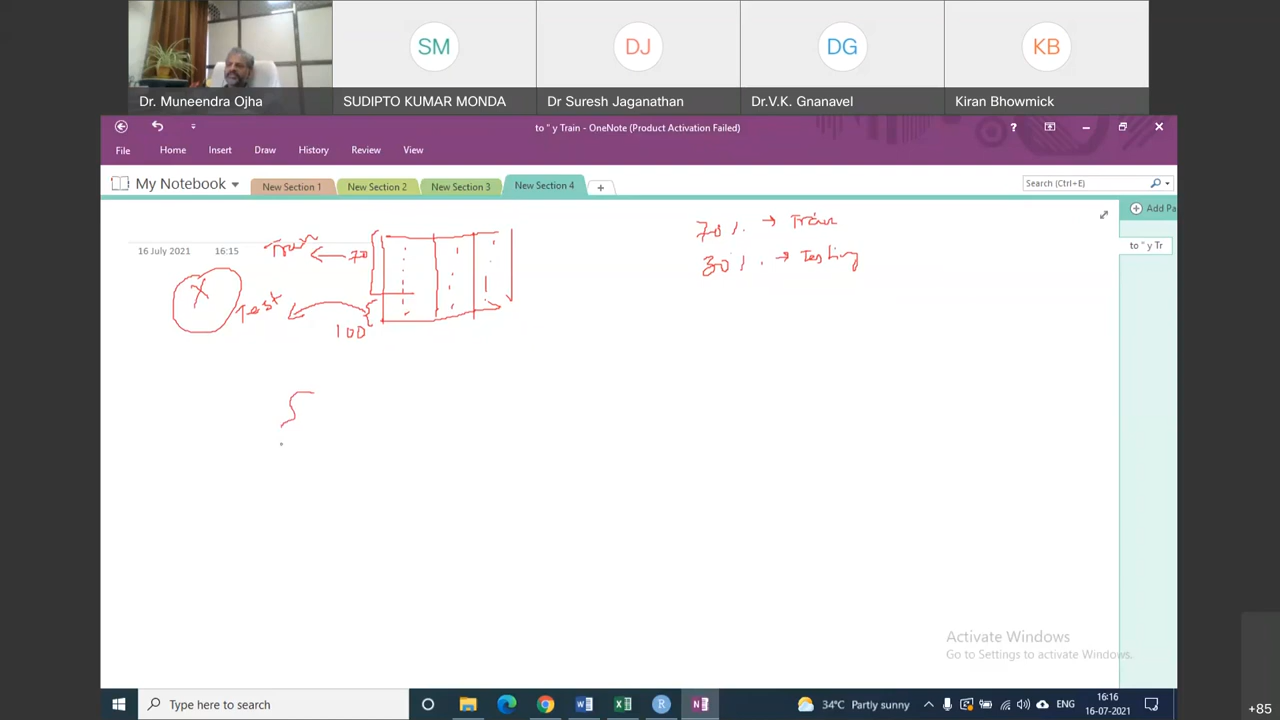 SM
DJ
DG
KB
Dr. Muneendra Ojha
SUDIPTO KUMAR MONDA
Dr Suresh Jaganathan
Dr.V.K. Gnanavel
Kiran Bhowmick
to " y Train - OneNote (Product Activation Failed)
?
File
Home
Insert
Draw
History
Review
View
My Notebook
New Section 1
New Section 2
New Section 3
New Section 4
+
Search (Ctrl+E)
Add Pa
to " y Tr
16 July 2021
16:15
70% → Train
30% → Testing
Train ← 70
X
Test
100
Activate Windows
Go to Settings to activate Windows.
Type here to search
34°C Partly sunny
ENG
16:16
16-07-2021
+85